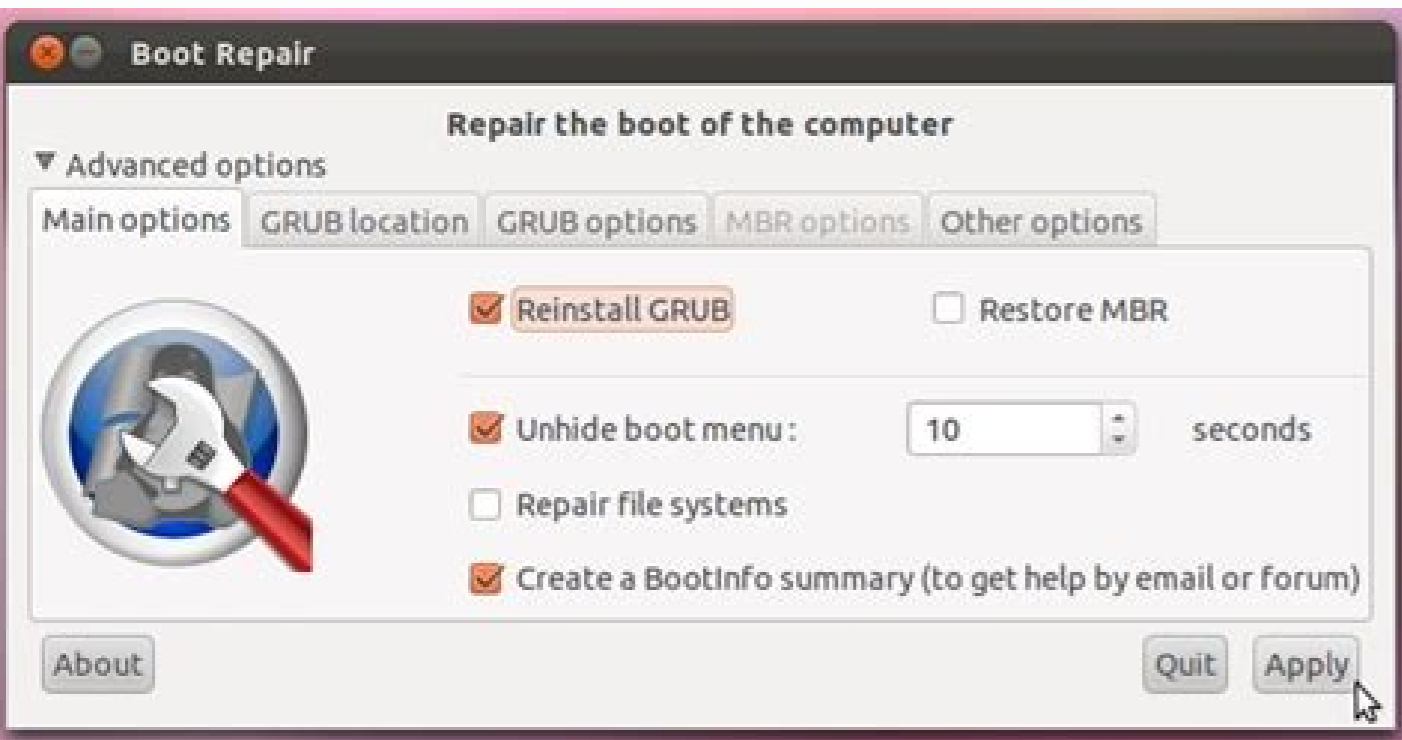 Boot Repair
Repair the boot of the computer
Advanced options
Main options GRUB location GRUB options MBR options Other options
Reinstall GRUB Restore MBR
Unhide boot menu : 10 seconds
Repair file systems
Create a BootInfo summary (to get help by email or forum)
About Quit Apply